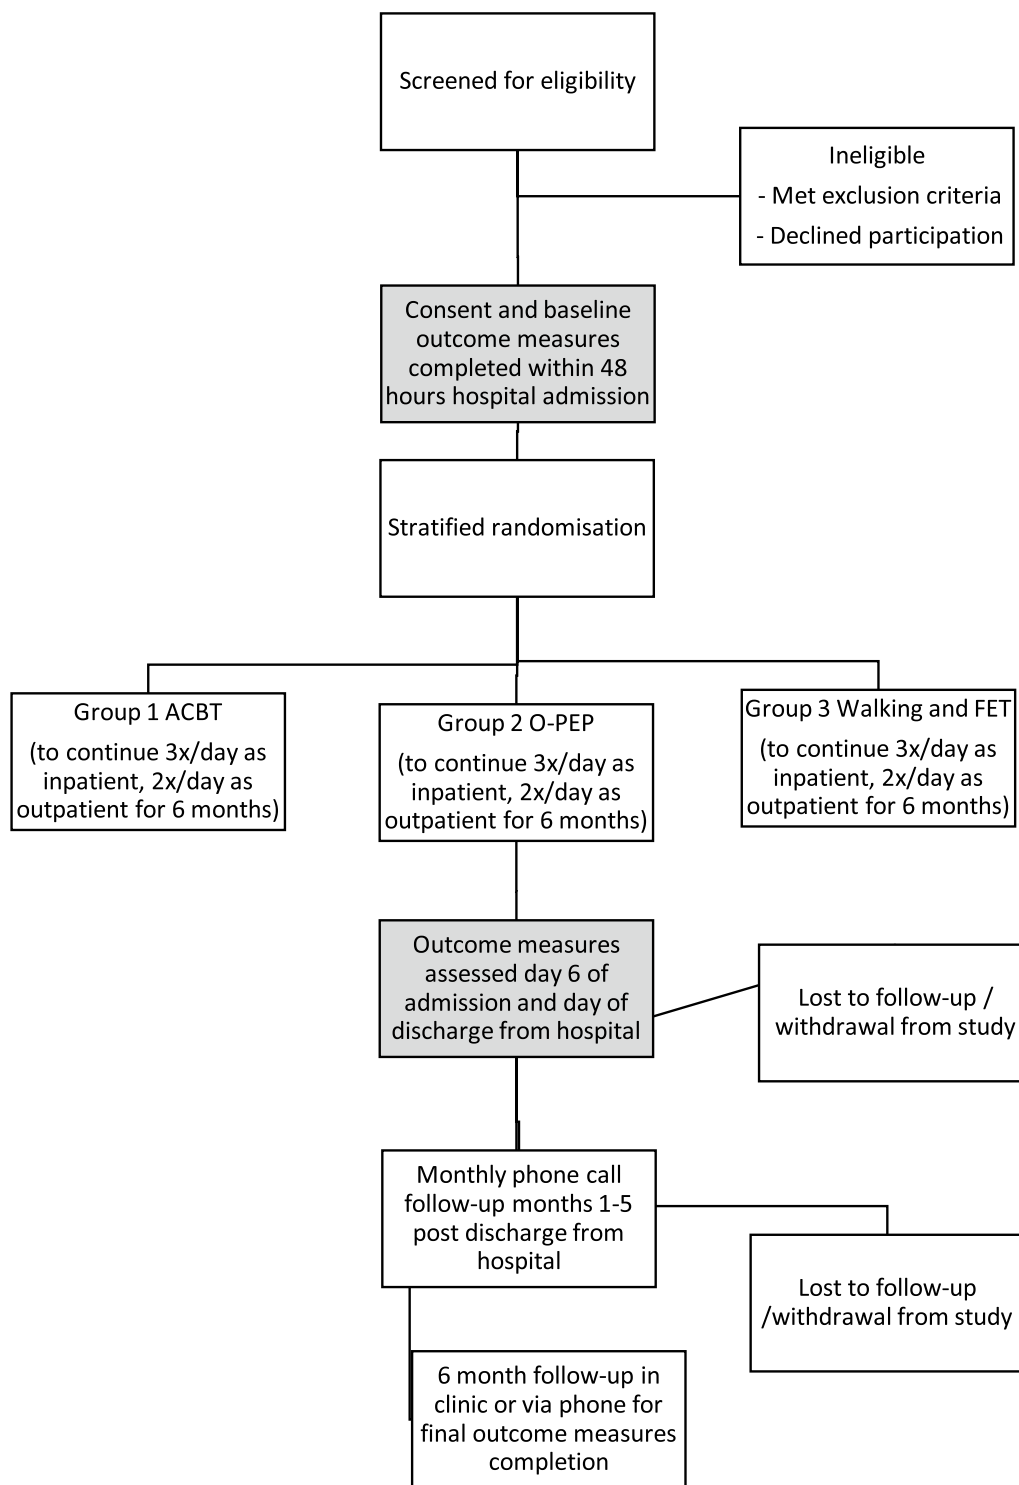 Screened for eligibility
Ineligible
- Met exclusion criteria
- Declined participation
Consent and baseline
outcome measures
completed within 48
hours hospital admission
Stratified randomisation
Group 1 ACBT
(to continue 3x/day as
inpatient, 2x/day as
outpatient for 6 months)
Group 2 O-PEP
(to continue 3x/day as
inpatient, 2x/day as
outpatient for 6 months)
Group 3 Walking and FET
(to continue 3x/day as
inpatient, 2x/day as
outpatient for 6 months)
Outcome measures
assessed day 6 of
admission and day of
discharge from hospital
Lost to follow-up /
withdrawal from study
Monthly phone call
follow-up months 1-5
post discharge from
hospital
Lost to follow-up
/withdrawal from study
6 month follow-up in
clinic or via phone for
final outcome measures
completion